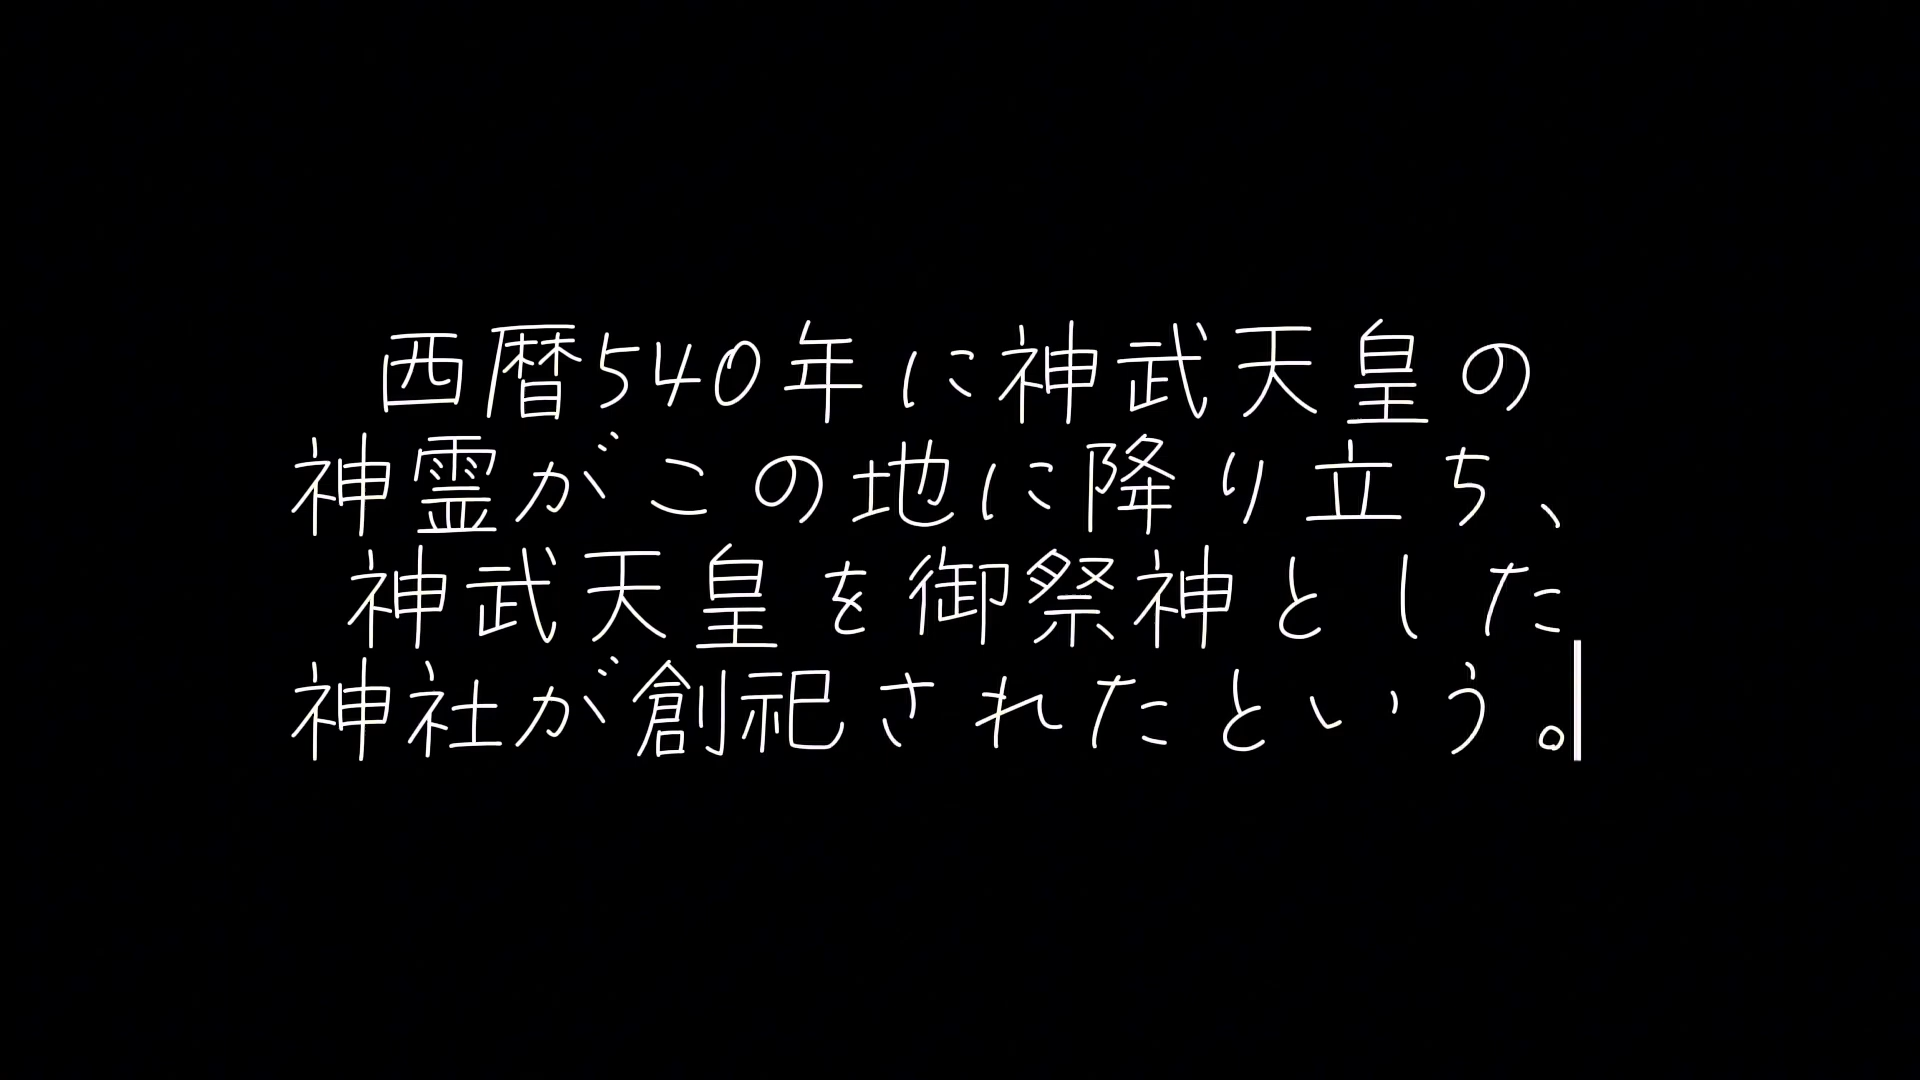 西暦540年に神武天皇の
神霊がこの地に降り立ち、
神武天皇を御祭神とした
神社が創祀されたという。